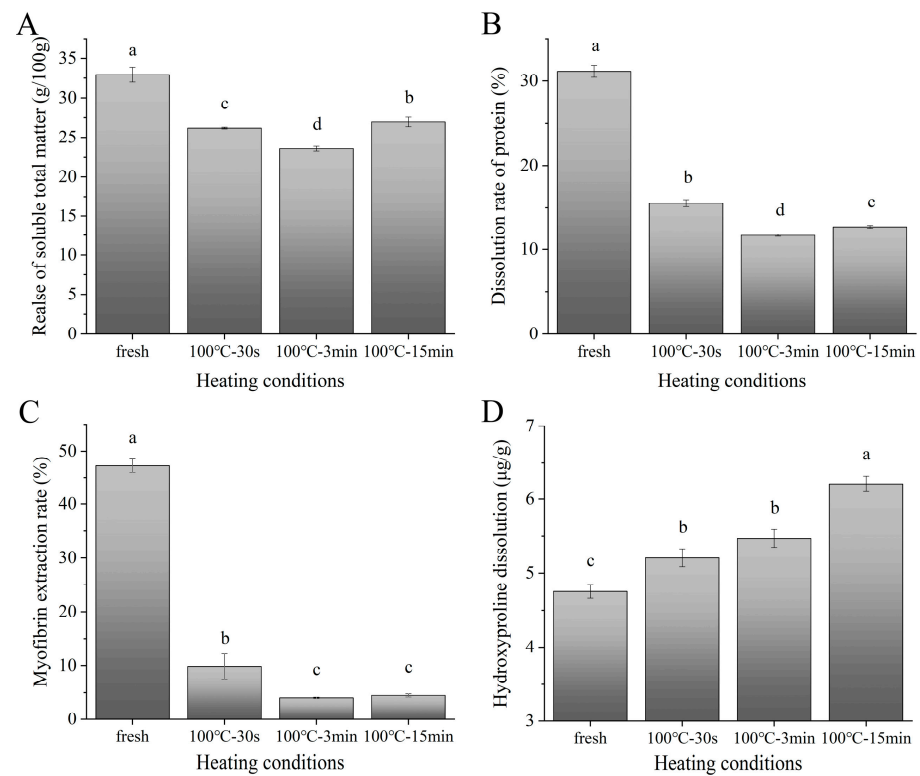 A
Realse of soluble total matter (g/100g)
35
30
25
20
15
10
5
0
a
c
d
b
fresh
100℃-30s
100℃-3min
100℃-15min
Heating conditions
B
Dissolution rate of protein (%)
30
20
10
0
a
b
d
c
fresh
100℃-30s
100℃-3min
100℃-15min
Heating conditions
C
Myofibrin extraction rate (%)
50
40
30
20
10
0
a
b
c
c
fresh
100℃-30s
100℃-3min
100℃-15min
Heating conditions
D
Hydroxyproline dissolution (μg/g)
7
6
5
4
3
c
b
b
a
fresh
100℃-30s
100℃-3min
100℃-15min
Heating conditions